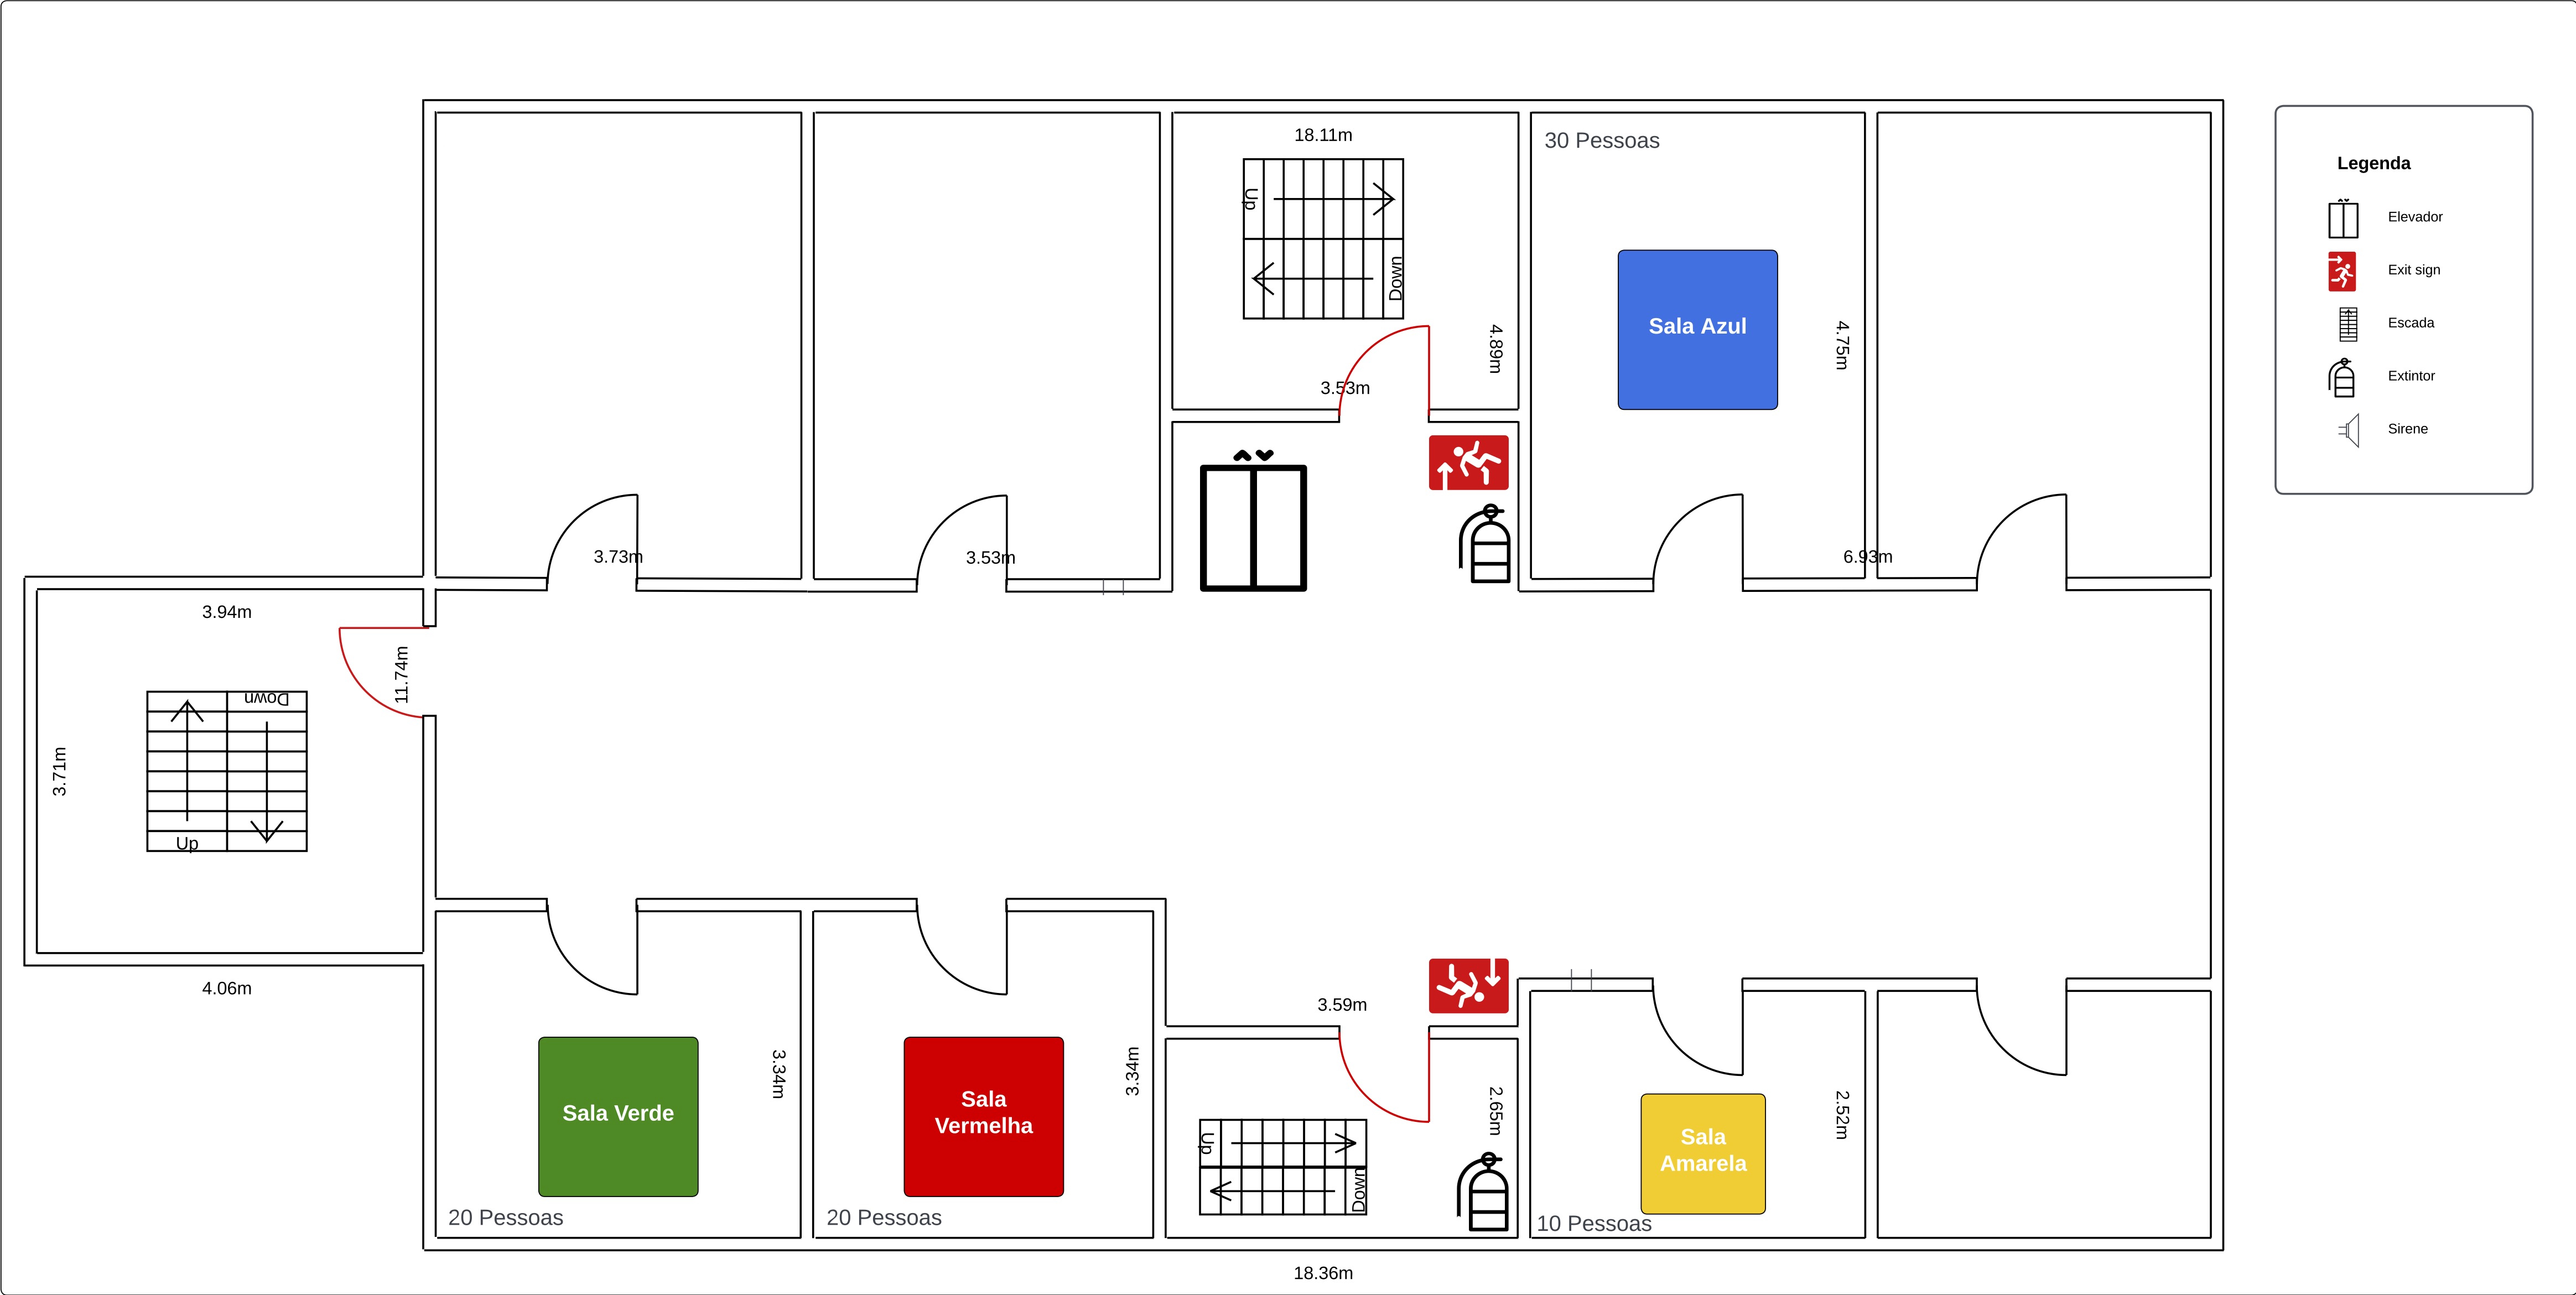 18.11m
30 Pessoas
Legenda
Up
Elevador
Down
Exit sign
Sala Azul
4.89m
4.75m
Escada
3.53m
Extintor
Sirene
3.73m
3.53m
6.93m
3.94m
11.74m
Down
3.71m
Up
4.06m
3.59m
3.34m
3.34m
2.65m
2.52m
Sala Verde
Sala
Vermelha
Up
Down
Sala
Amarela
20 Pessoas
20 Pessoas
10 Pessoas
18.36m